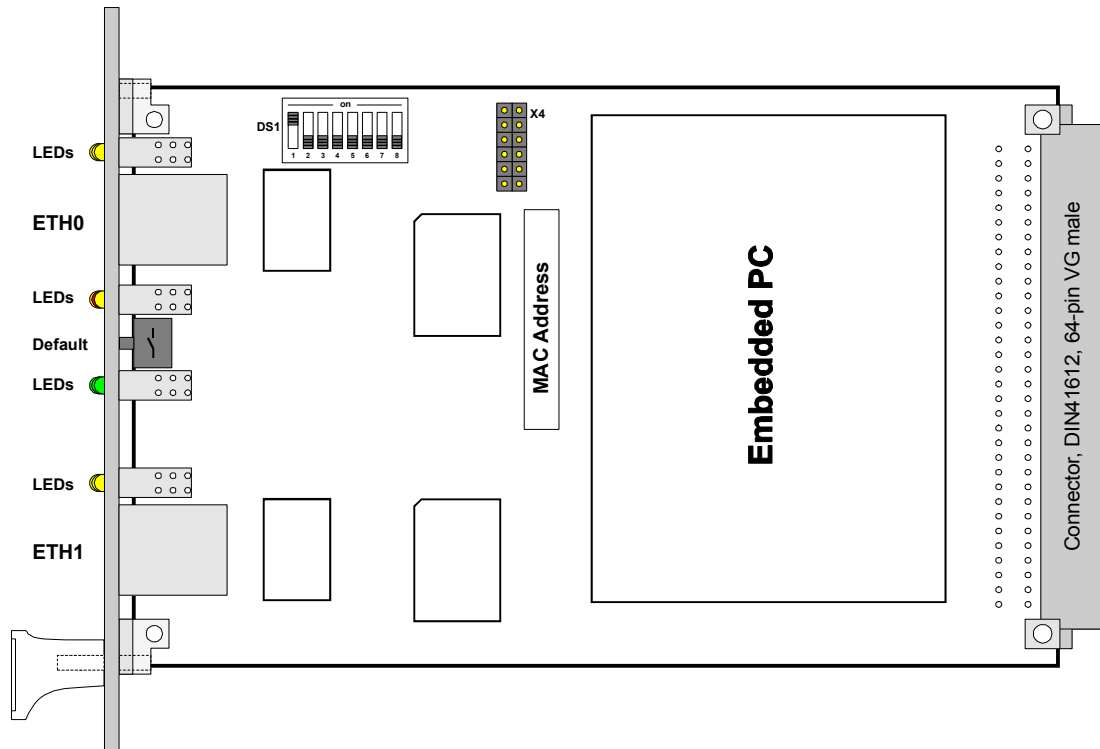 on
DS1
1 2 3 4 5 6 7 8
X4
LEDs
ETH0
LEDs
Default
LEDs
LEDs
ETH1
MAC Address
Embedded PC
Connector, DIN41612, 64-pin VG male